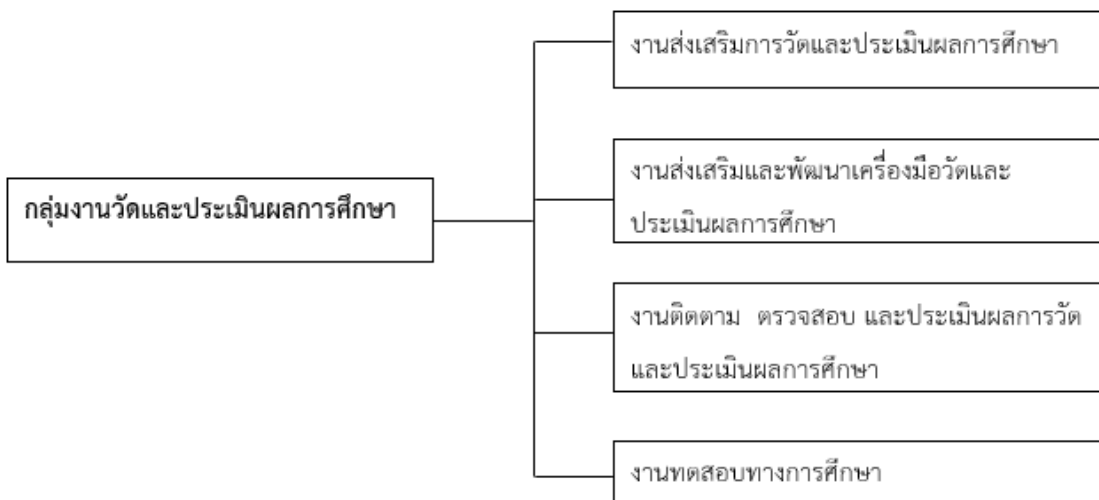 งานส่งเสริมการวัดและประเมินผลการศึกษา
งานส่งเสริมและพัฒนาเครื่องมือวัดและ
ประเมินผลการศึกษา
กลุ่มงานวัดและประเมินผลการศึกษา
งานติดตาม ตรวจสอบ และประเมินผลการวัด
และประเมินผลการศึกษา
งานทดสอบทางการศึกษา